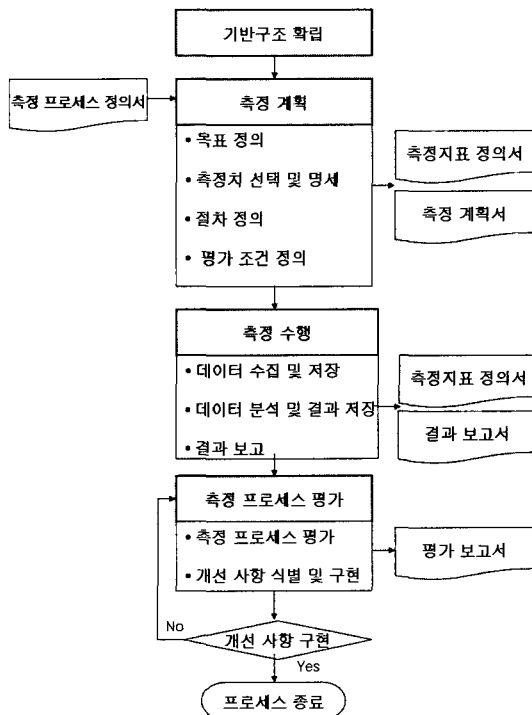 기반구조 확립
측정 프로세스 정의서
측정 계획
• 목표 정의
• 측정치 선택 및 명세
• 절차 정의
• 평가 조건 정의
측정지표 정의서
측정 계획서
측정 수행
• 데이터 수집 및 저장
• 데이터 분석 및 결과 저장
• 결과 보고
측정지표 정의서
결과 보고서
측정 프로세스 평가
• 측정 프로세스 평가
• 개선 사항 식별 및 구현
평가 보고서
No
개선 사항 구현
Yes
프로세스 종료